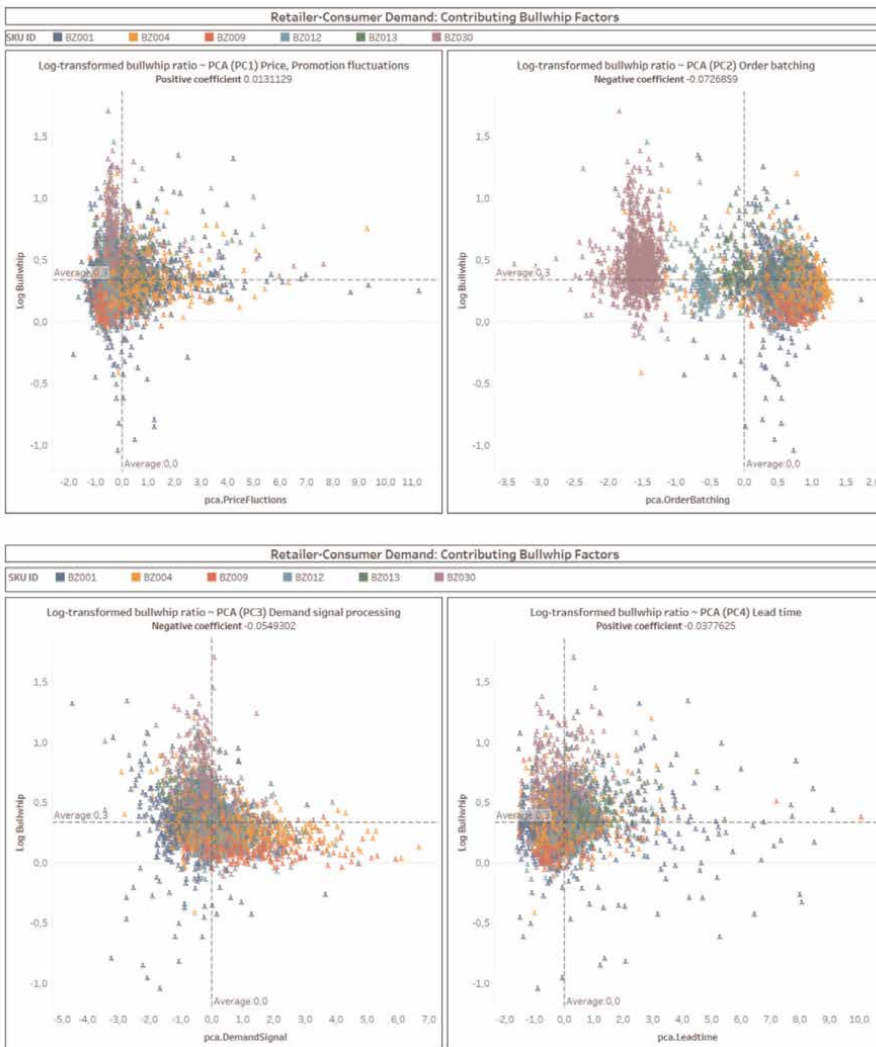 Retailer-Consumer Demand: Contributing Bullwhip Factors
SKU ID BZ001 BZ004 BZ009 BZ012 BZ013 BZ030
Log-transformed bullwhip ratio ~ PCA (PC1) Price, Promotion fluctuations
Positive coefficient 0.0131129
1,5
1,0
0,5
0,0
-0,5
-1,0
Log Bullwhip
Average:0,3
Average:0,0
-2,0 -1,0 0,0 1,0 2,0 3,0 4,0 5,0 6,0 7,0 8,0 9,0 10,0 11,0
pca.PriceFluctions
Log-transformed bullwhip ratio ~ PCA (PC2) Order batching
Negative coefficient -0.0726859
1,5
1,0
0,5
0,0
-0,5
-1,0
Log Bullwhip
Average:0,3
Average:0,0
-3,5 -3,0 -2,5 -2,0 -1,5 -1,0 -0,5 0,0 0,5 1,0 1,5 2,0
pca.OrderBatching
Retailer-Consumer Demand: Contributing Bullwhip Factors
SKU ID BZ001 BZ004 BZ009 BZ012 BZ013 BZ030
Log-transformed bullwhip ratio ~ PCA (PC3) Demand signal processing
Negative coefficient -0.0549302
1,5
1,0
0,5
0,0
-0,5
-1,0
Log Bullwhip
Average:0,3
Average:0,0
-5,0 -4,0 -3,0 -2,0 -1,0 0,0 1,0 2,0 3,0 4,0 5,0 6,0 7,0
pca.DemandSignal
Log-transformed bullwhip ratio ~ PCA (PC4) Lead time
Positive coefficient -0.0377625
1,5
1,0
0,5
0,0
-0,5
-1,0
Log Bullwhip
Average:0,3
Average:0,0
-2,0 -1,0 0,0 1,0 2,0 3,0 4,0 5,0 6,0 7,0 8,0 9,0 10,0
pca.Leadtime